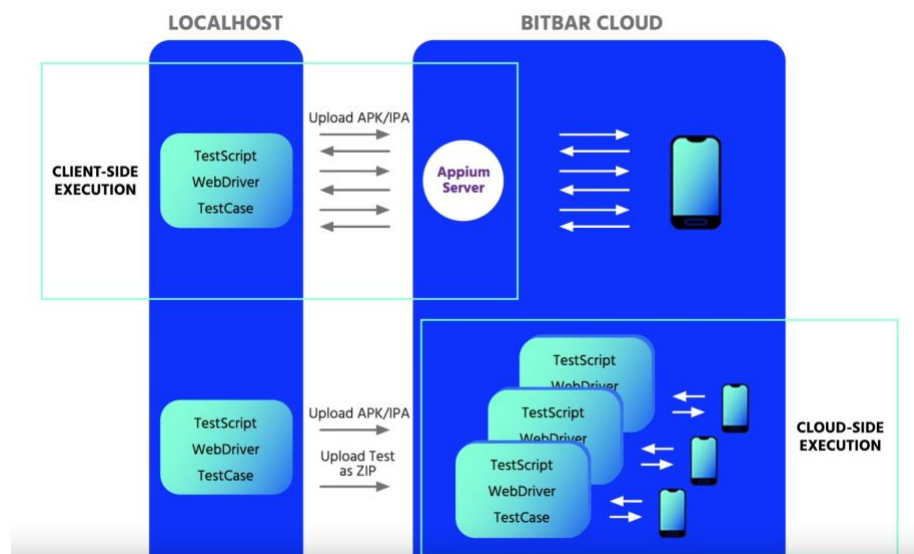 LOCALHOST
BITBAR CLOUD
CLIENT-SIDE
EXECUTION
TestScript
WebDriver
TestCase
Upload APK/IPA
Appium
Server
TestScript
WebDriver
TestCase
Upload APK/IPA
Upload Test
as ZIP
TestScript
WebDriver
TestScript
WebDriver
TestScript
WebDriver
TestCase
CLOUD-SIDE
EXECUTION